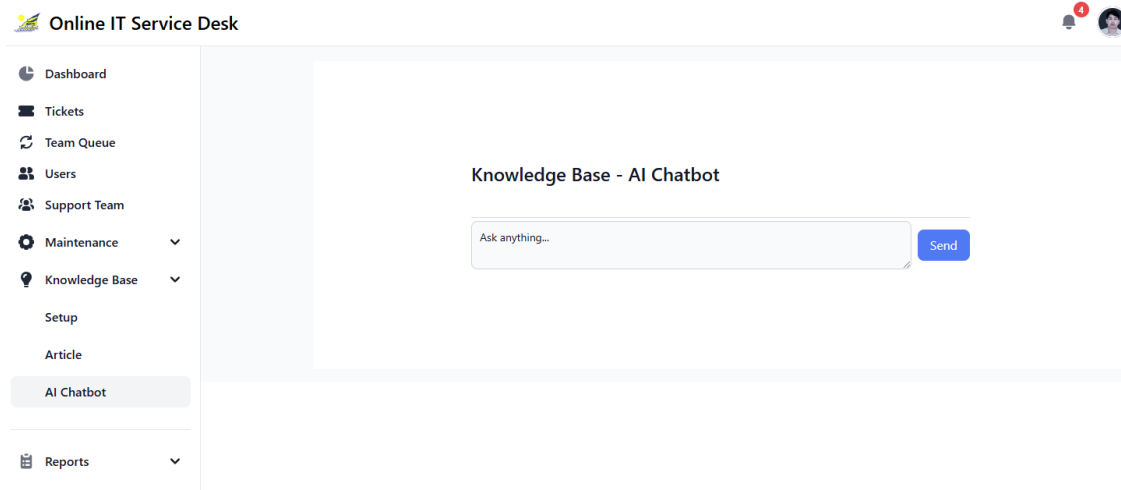 Online IT Service Desk
4
Dashboard
Tickets
Team Queue
Users
Support Team
Maintenance
Knowledge Base
Setup
Article
AI Chatbot
Reports
Knowledge Base - AI Chatbot
Ask anything...
Send